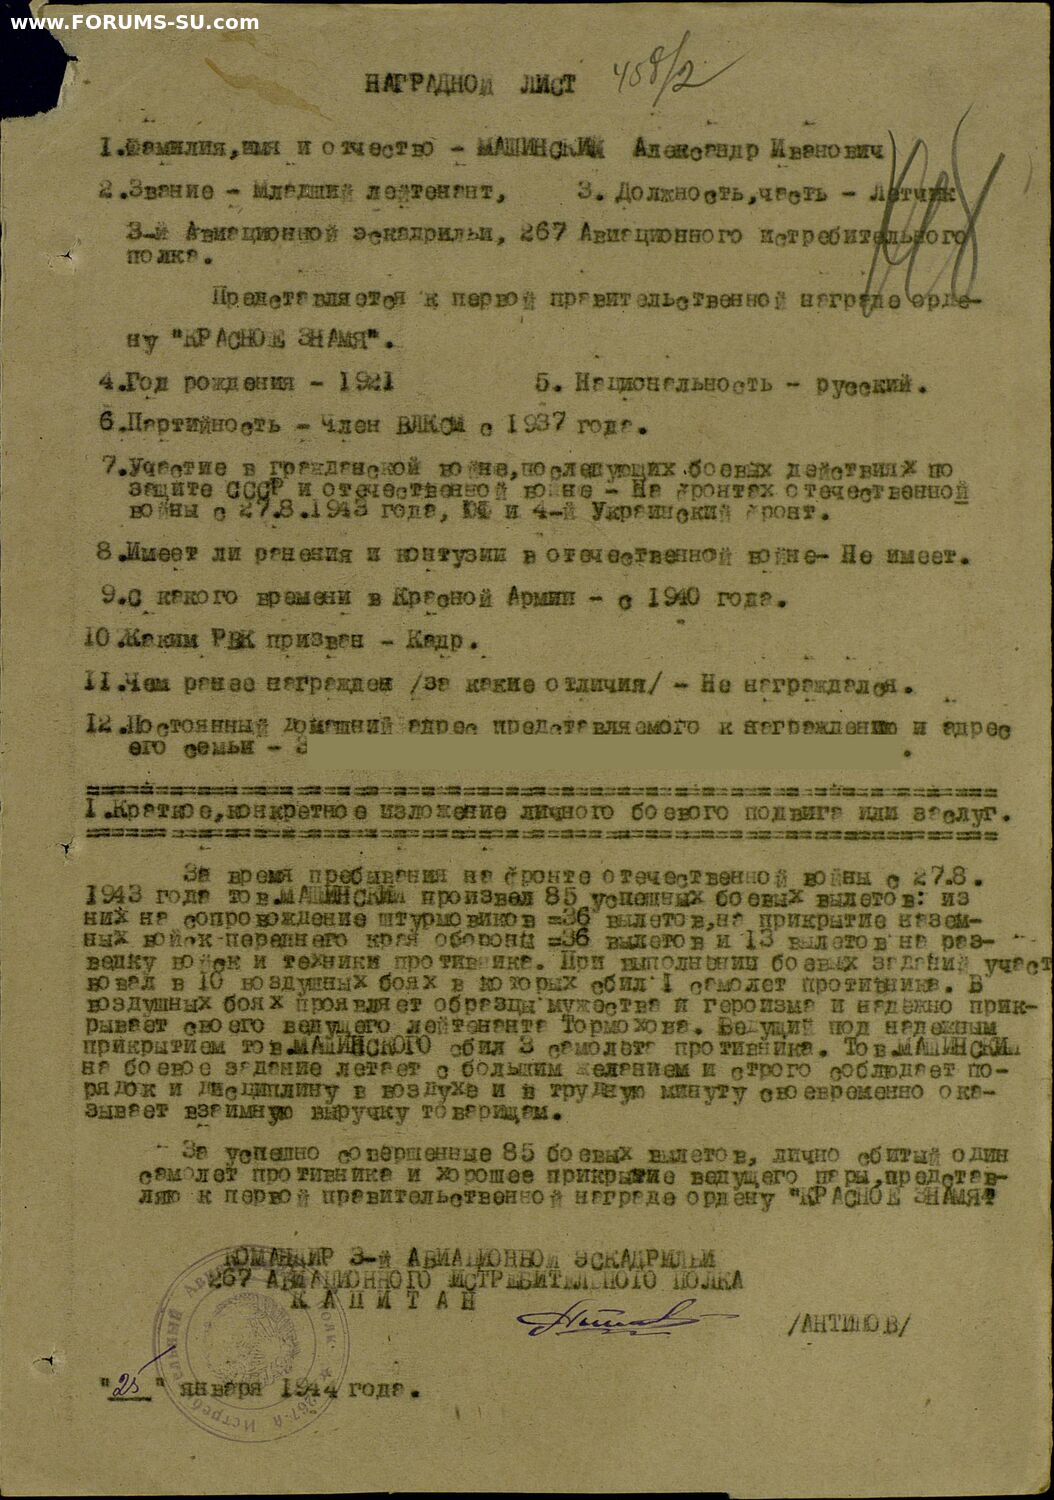 www.FORUMS-SU.com
НАГРАДНОЙ ЛИСТ 458/2
1.Фамилия,имя и отчество - МАШИНСКИЙ Александр Иванович
2.Звание - Младший лейтенант, 3. Должность,часть - Летчик
3-й Авиационной эскадрильи, 267 Авиационного истребительного
полка.
Представляется к первой правительственной награде орде-
ну "КРАСНОЕ ЗНАМЯ".
4.Год рождения - 1921 5. Национальность - русский.
6.Партийность - Член ВЛКСМ с 1937 года.
7.Участие в гражданской войне,последующих боевых действиях по
защите СССР и отечественной войне - На фронтах отечественной
войны с 27.8.1943 года, ЮФ и 4-й Украинский фронт.
8.Имеет ли ранения и контузии в отечественной войне- Не имеет.
9.С какого времени в Красной Армии - с 1940 года.
10.Каким РВК призван - Кадр.
11.Чем ранее награжден /за какие отличия/ - Не награждался.
12.Постоянный домашний адрес представляемого к награждению и адрес
его семьи -
I.Краткое,конкретное изложение личного боевого подвига или заслуг.
За время пребывания на фронте отечественной войны с 27.8.
1943 года тов.МАШИНСКИЙ произвел 85 успешных боевых вылетов: из
них на сопровождение штурмовиков =36 вылетов,на прикрытие назем-
ных войск переднего края обороны =36 вылетов и 13 вылетов на раз-
ведку войск и техники противника. При выполнении боевых заданий участ
вовал в 10 воздушных боях в которых сбил I самолет противника. В
воздушных боях проявляет образцы мужества и героизма и надежно прик-
рывает своего ведущего лейтенанта Тормохова. Ведущий под надежным
прикрытием тов.МАШИНСКОГО сбил 3 самолета противника. Тов.МАШИНСКИЙ
на боевое задание летает с большим желанием и строго соблюдает по-
рядок и дисциплину в воздухе и в трудную минуту своевременно ока-
зывает взаимную выручку товарищам.
За успешно совершенные 85 боевых вылетов, лично сбитый один
самолет противника и хорошее прикрытие ведущего пары,представ-
ляю к первой правительственной награде ордену "КРАСНОЕ ЗНАМЯ"
КОМАНДИР 3-й АВИАЦИОННОЙ ЭСКАДРИЛЬИ
267 АВИАЦИОННОГО ИСТРЕБИТЕЛЬНОГО ПОЛКА
КАПИТАН
/АНТИПОВ/
"25" января 1944 года.